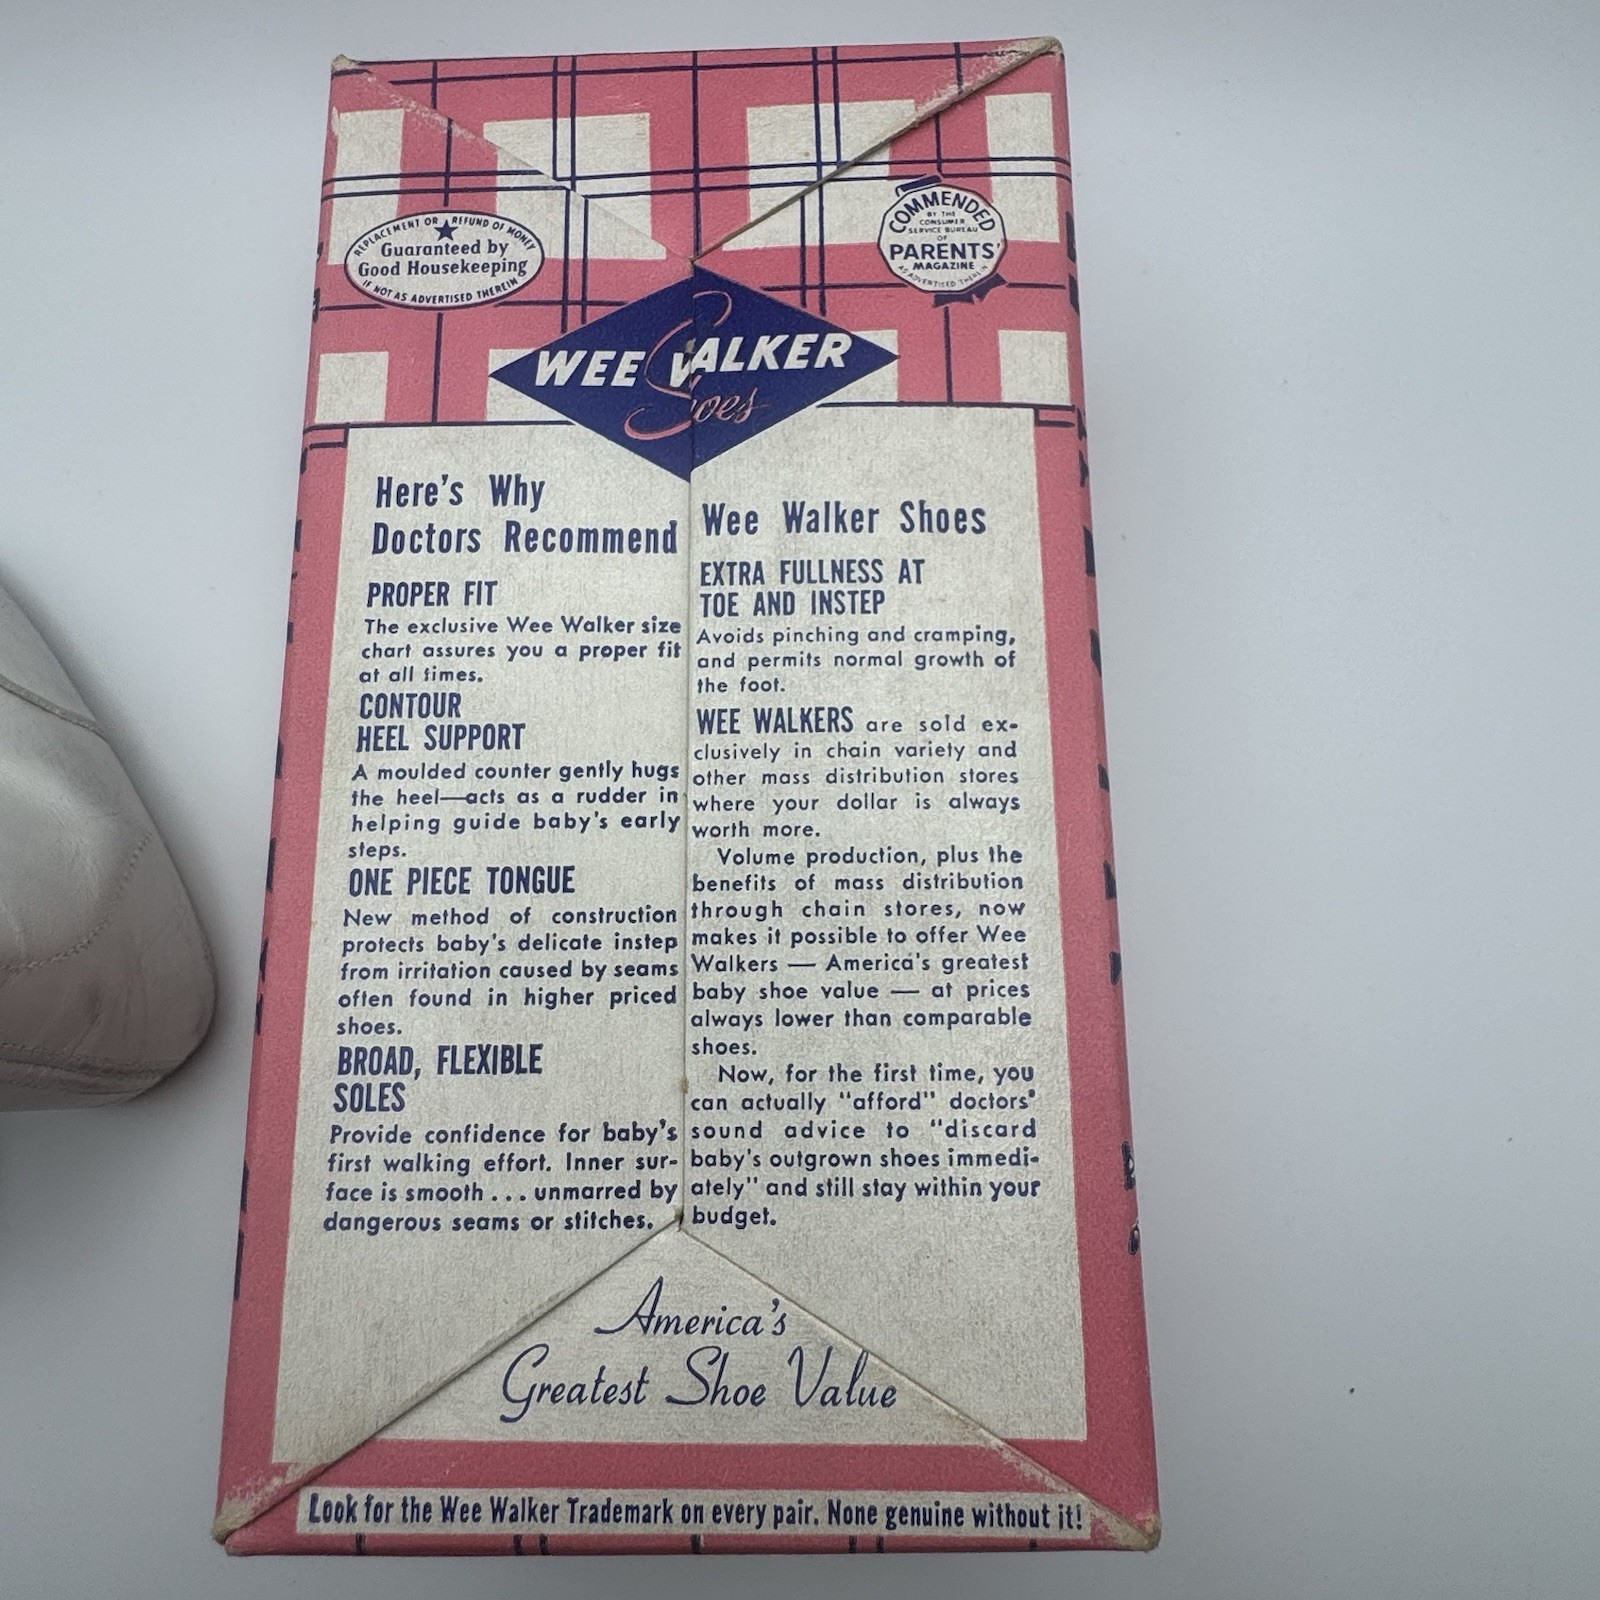 REPLACEMENT OR REFUND OF MONEY
Guaranteed by
Good Housekeeping
IF NOT AS ADVERTISED THEREIN
COMMENDED
BY THE
CONSUMER
SERVICE BUREAU
OF
PARENTS'
MAGAZINE
AS ADVERTISED THEREIN
WEE WALKER
Shoes
Here's Why
Doctors Recommend
PROPER FIT
The exclusive Wee Walker size
chart assures you a proper fit
at all times.
CONTOUR
HEEL SUPPORT
A moulded counter gently hugs
the heel—acts as a rudder in
helping guide baby's early
steps.
ONE PIECE TONGUE
New method of construction
protects baby's delicate instep
from irritation caused by seams
often found in higher priced
shoes.
BROAD, FLEXIBLE
SOLES
Provide confidence for baby's
first walking effort. Inner sur-
face is smooth . . . unmarred by
dangerous seams or stitches.
Wee Walker Shoes
EXTRA FULLNESS AT
TOE AND INSTEP
Avoids pinching and cramping,
and permits normal growth of
the foot.
WEE WALKERS are sold ex-
clusively in chain variety and
other mass distribution stores
where your dollar is always
worth more.
Volume production, plus the
benefits of mass distribution
through chain stores, now
makes it possible to offer Wee
Walkers — America's greatest
baby shoe value — at prices
always lower than comparable
shoes.
Now, for the first time, you
can actually "afford" doctors'
sound advice to "discard
baby's outgrown shoes immedi-
ately" and still stay within your
budget.
America's
Greatest Shoe Value
Look for the Wee Walker Trademark on every pair. None genuine without it!